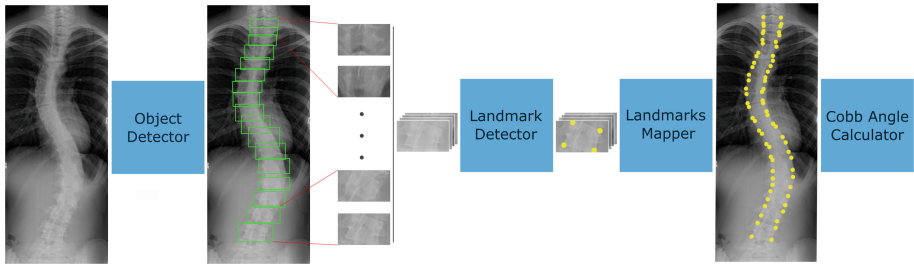 Object
Detector
Landmark
Detector
Landmarks
Mapper
Cobb Angle
Calculator